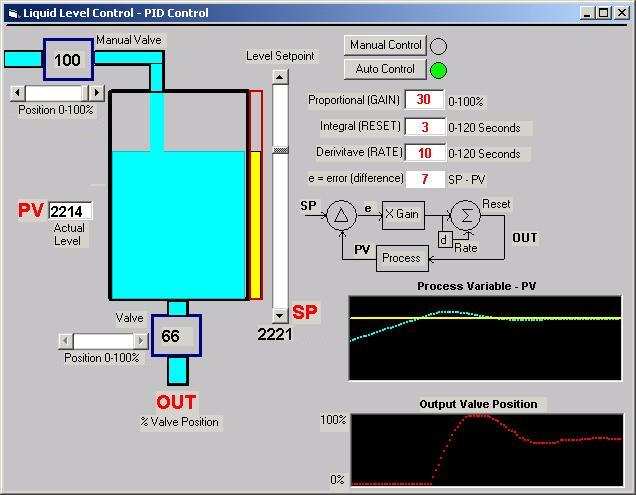 Liquid Level Control - PID Control
Manual Valve
100
Position 0-100%
Level Setpoint
Manual Control
Auto Control
Proportional (GAIN) 30 0-100%
Integral (RESET) 3 0-120 Seconds
Derivitave (RATE) 10 0-120 Seconds
e = error (difference) 7 SP - PV
PV 2214
Actual
Level
SP
e
X Gain
Σ
Reset
Δ
d
Rate
OUT
PV
Process
Valve
66
Position 0-100%
SP
2221
OUT
% Valve Position
Process Variable - PV
Output Valve Position
100%
0%